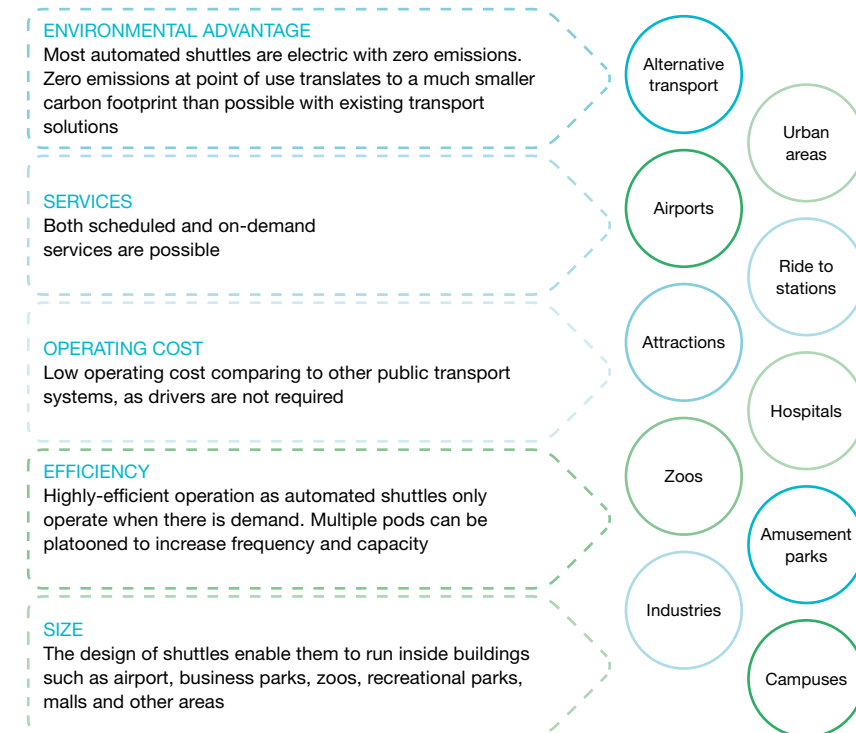 ENVIRONMENTAL ADVANTAGE
Most automated shuttles are electric with zero emissions.
Zero emissions at point of use translates to a much smaller
carbon footprint than possible with existing transport
solutions
SERVICES
Both scheduled and on-demand
services are possible
OPERATING COST
Low operating cost comparing to other public transport
systems, as drivers are not required
EFFICIENCY
Highly-efficient operation as automated shuttles only
operate when there is demand. Multiple pods can be
platooned to increase frequency and capacity
SIZE
The design of shuttles enable them to run inside buildings
such as airport, business parks, zoos, recreational parks,
malls and other areas
Alternative
transport
Urban
areas
Airports
Ride to
stations
Attractions
Hospitals
Zoos
Amusement
parks
Industries
Campuses